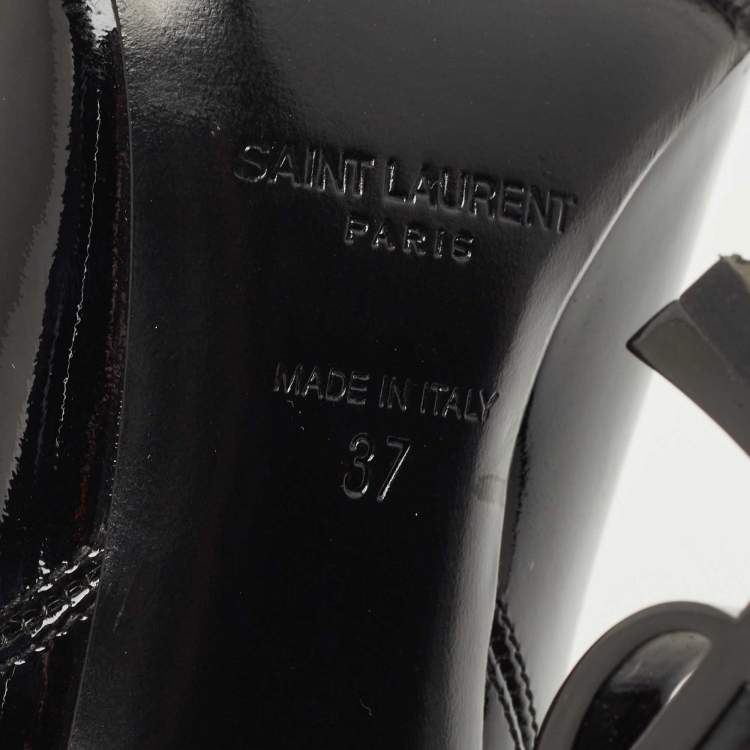 SAINT LAURENT
PARIS
MADE IN ITALY
37